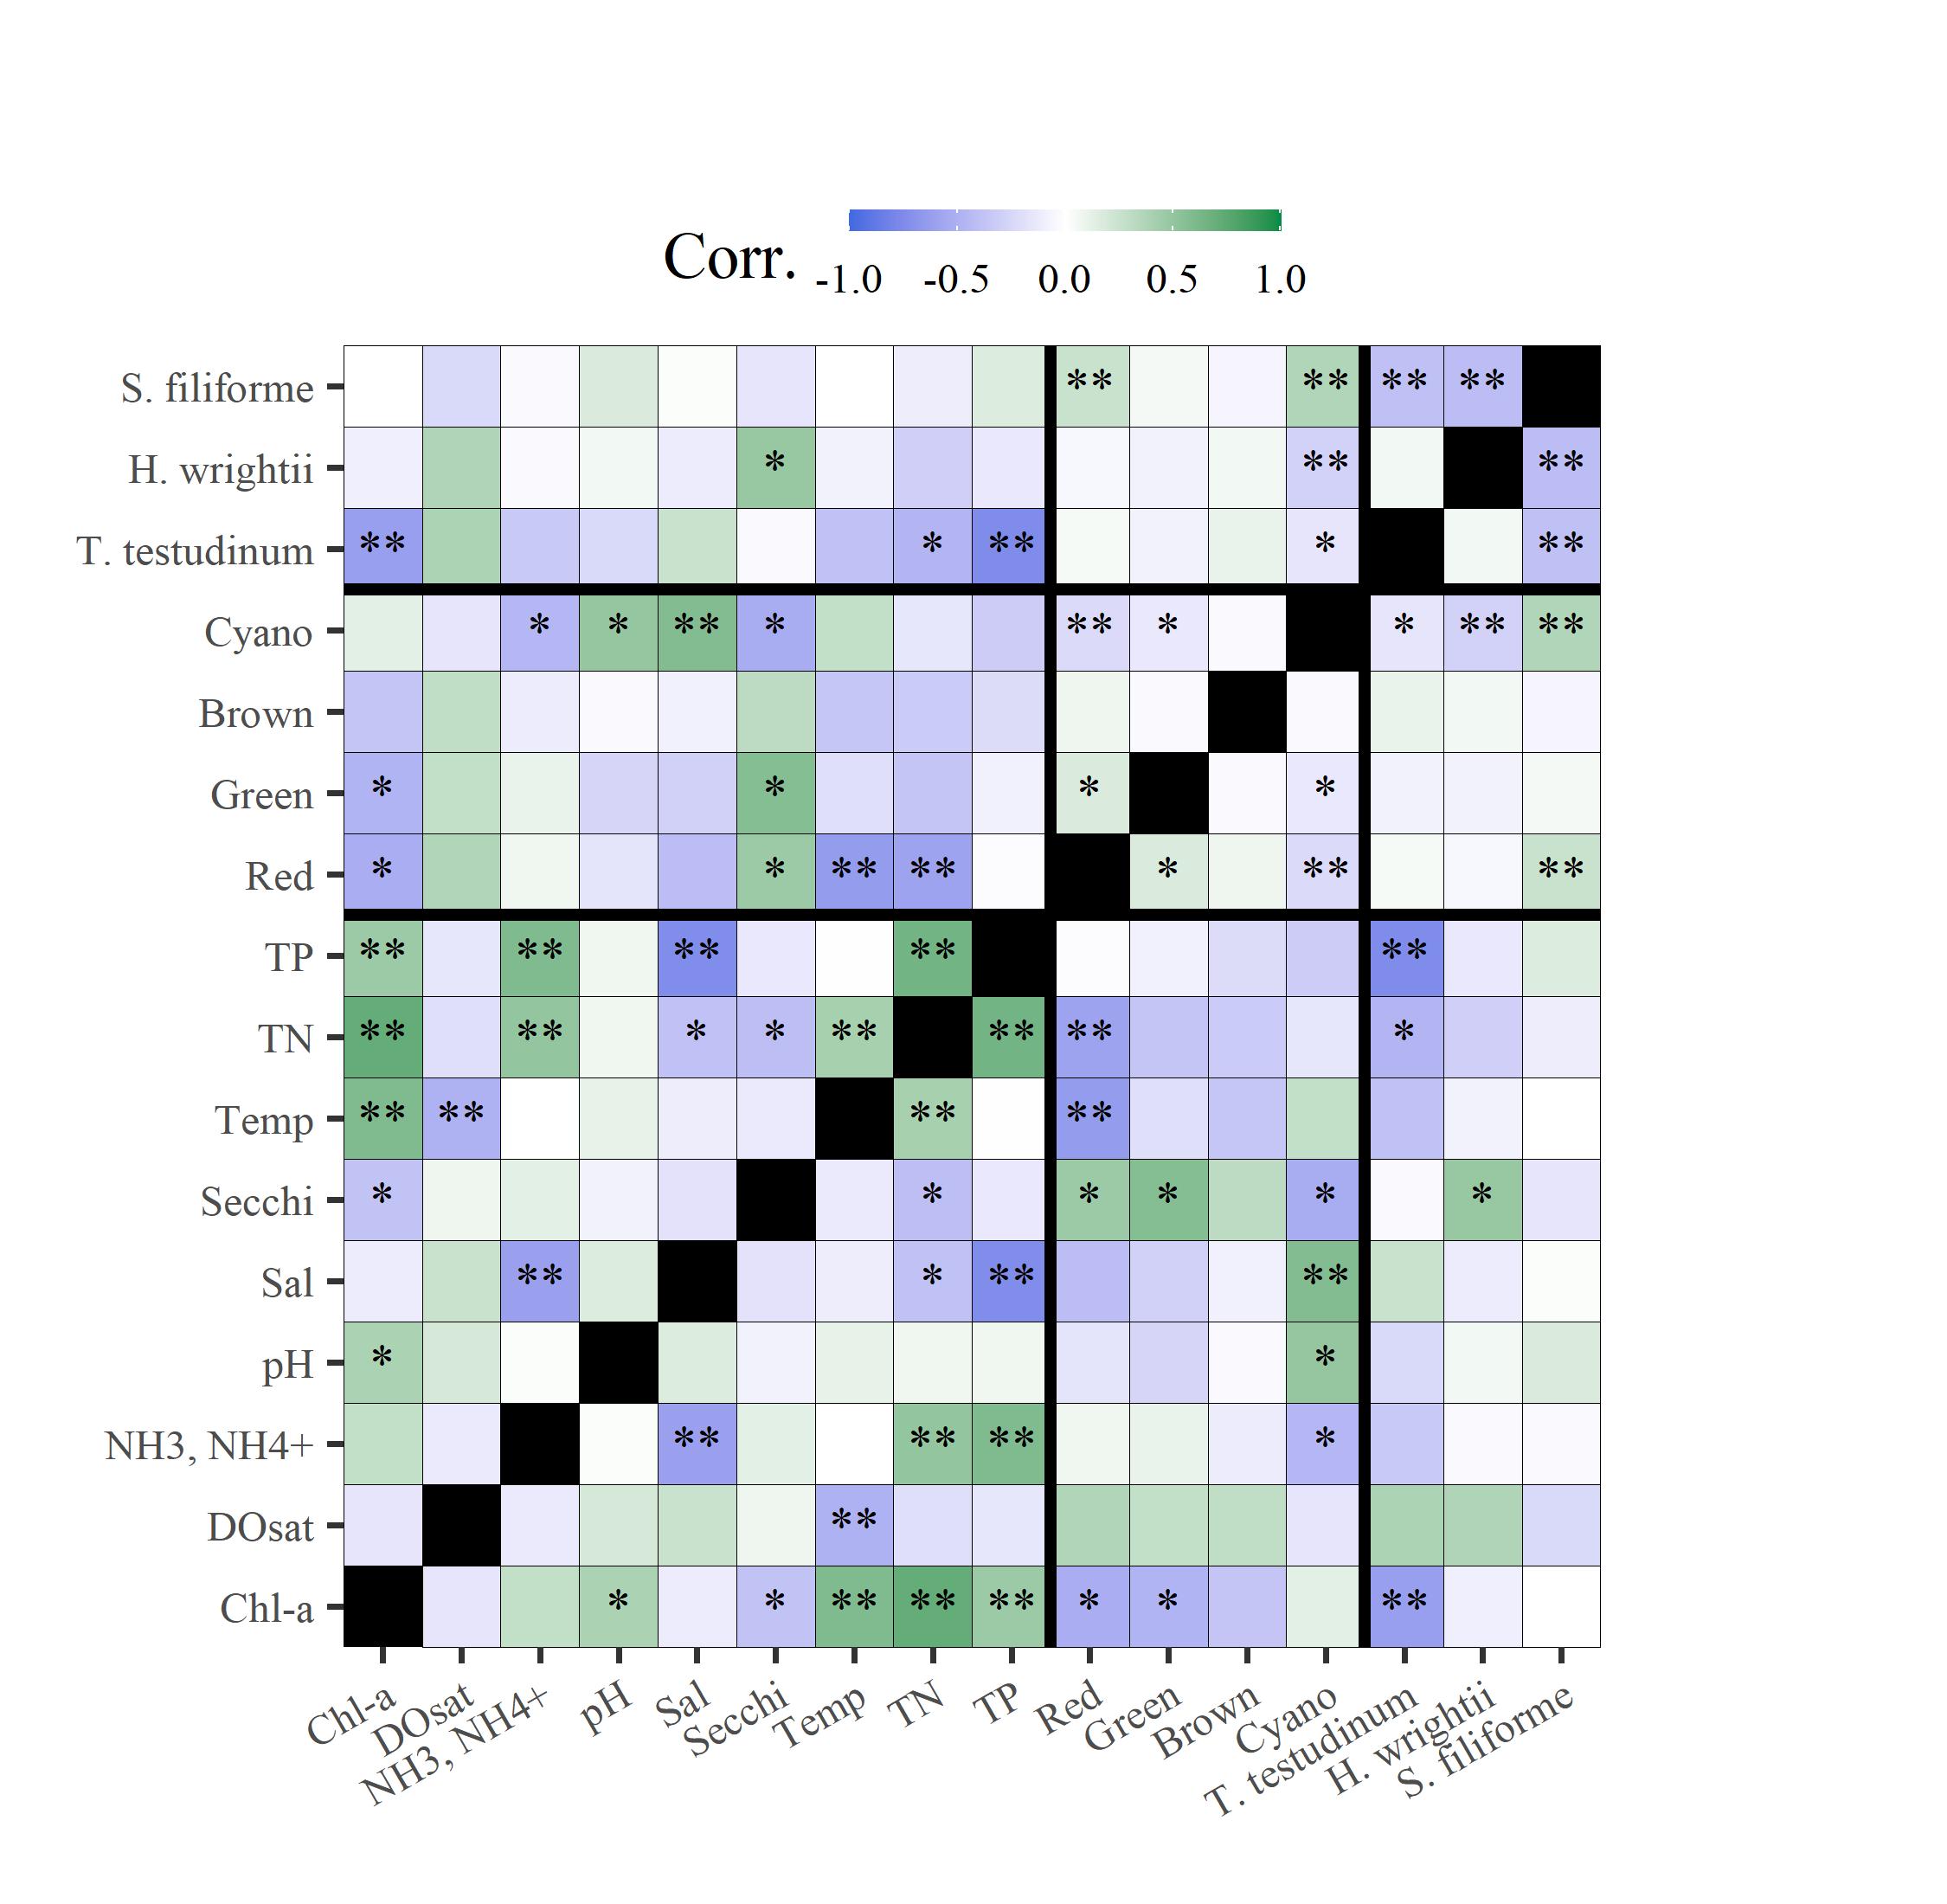 Corr.
-1.0 -0.5 0.0 0.5 1.0
S. filiforme ** ** ** **
H. wrightii * ** **
T. testudinum ** * ** * **
Cyano * * ** * ** * * ** **
Brown
Green * * * *
Red * * ** ** * ** **
TP ** ** ** ** **
TN ** ** * * ** ** ** *
Temp ** ** ** **
Secchi * * * * * *
Sal ** * ** **
pH * *
NH3, NH4+ ** ** ** *
DOsat **
Chl-a * * ** ** ** * * **
Chl-a DOsat NH3, NH4+ pH Sal Secchi Temp TN TP Red Green Brown Cyano T. testudinum H. wrightii S. filiforme